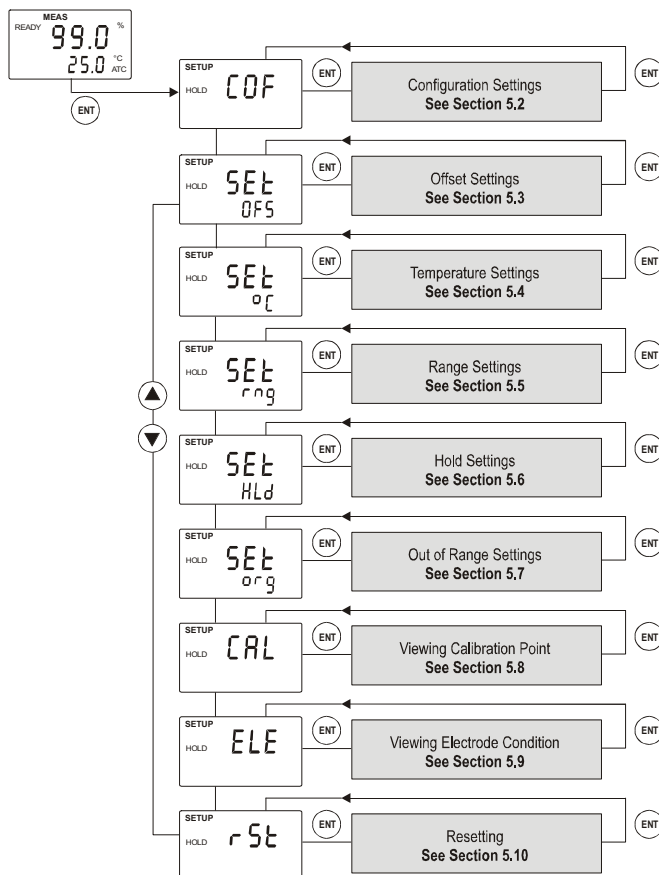 MEAS
READY 99.0 %
25.0 °C
ATC
ENT
SETUP
HOLD COF
ENT
Configuration Settings
See Section 5.2
ENT
SETUP
HOLD SEt
OFS
ENT
Offset Settings
See Section 5.3
ENT
SETUP
HOLD SEt
°C
ENT
Temperature Settings
See Section 5.4
ENT
SETUP
HOLD SEt
rng
ENT
Range Settings
See Section 5.5
ENT
SETUP
HOLD SEt
HLd
ENT
Hold Settings
See Section 5.6
ENT
SETUP
HOLD SEt
org
ENT
Out of Range Settings
See Section 5.7
ENT
SETUP
HOLD CAL
ENT
Viewing Calibration Point
See Section 5.8
ENT
SETUP
HOLD ELE
ENT
Viewing Electrode Condition
See Section 5.9
ENT
SETUP
HOLD rSt
ENT
Resetting
See Section 5.10
ENT